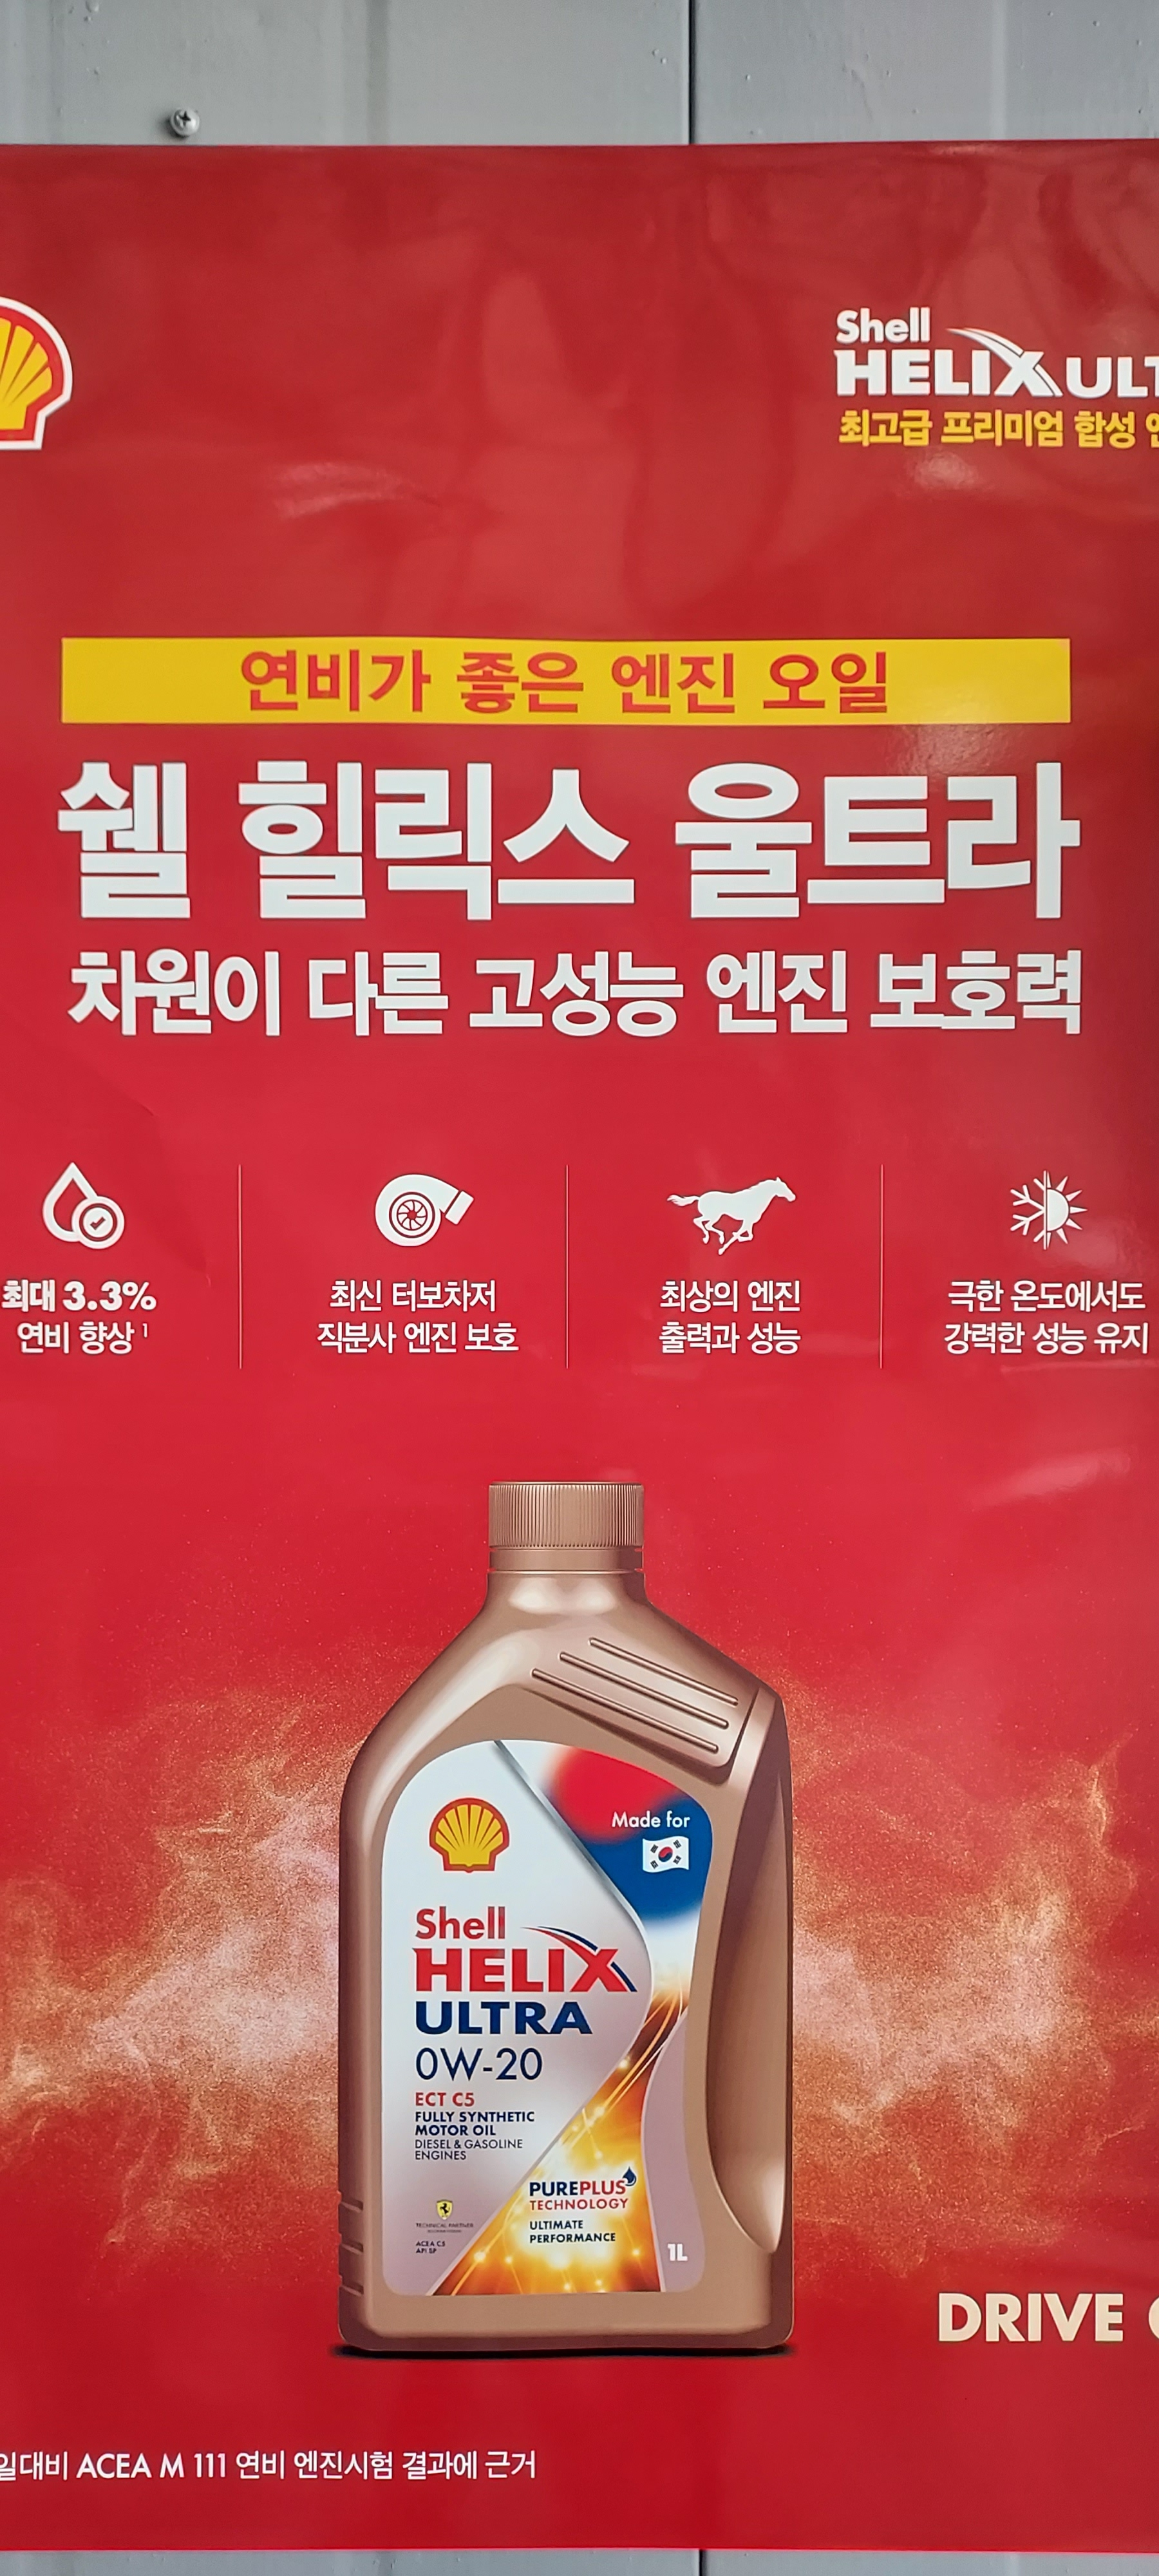 Shell
HELIX ULT
최고급 프리미엄 합성
연비가 좋은 엔진 오일
쉘 힐릭스 울트라
차원이 다른 고성능 엔진 보호력
최대 3.3%
연비 향상 1
최신 터보차저
직분사 엔진 보호
최상의 엔진
출력과 성능
극한 온도에서도
강력한 성능 유지
Made for
Shell
HELIX
ULTRA
0W-20
ECT C5
FULLY SYNTHETIC
MOTOR OIL
DIESEL & GASOLINE
ENGINES
PUREPLUS
TECHNOLOGY
ULTIMATE
PERFORMANCE
TECHNICAL PARTNER
ACEA C5
API SP
1L
DRIVE
일대비 ACEA M 111 연비 엔진시험 결과에 근거